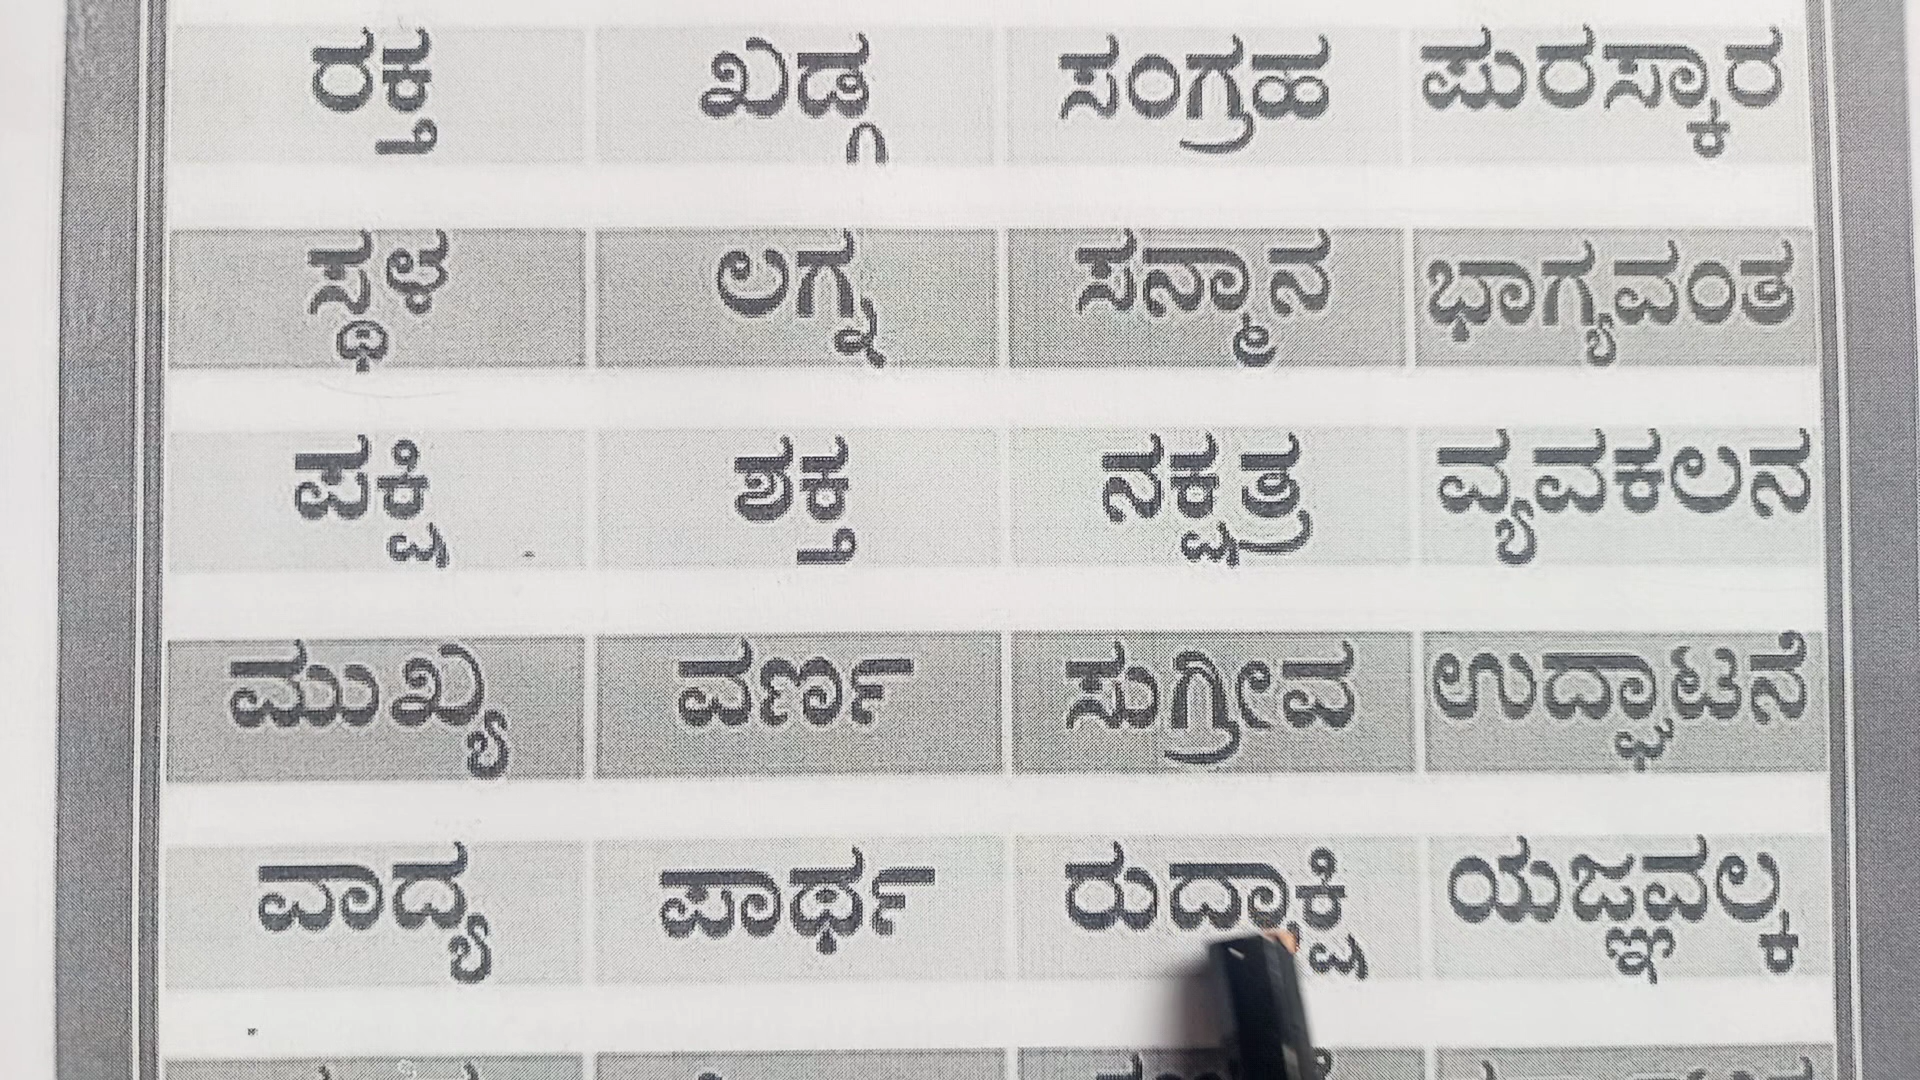 ರಕ್ತ ಖಡ್ಗ ಸಂಗ್ರಹ ಪುರಸ್ಕಾರ
ಸ್ಥಳ ಲಗ್ನ ಸನ್ಮಾನ ಭಾಗ್ಯವಂತ
ಪಕ್ಷಿ ಶಕ್ತ ನಕ್ಷತ್ರ ವ್ಯವಕಲನ
ಮುಖ್ಯ ವರ್ಣ ಸುಗ್ರೀವ ಉದ್ಘಾಟನೆ
ವಾದ್ಯ ಪಾರ್ಥ ರುದ್ರಾಕ್ಷಿ ಯಜ್ಞವಲ್ಕ